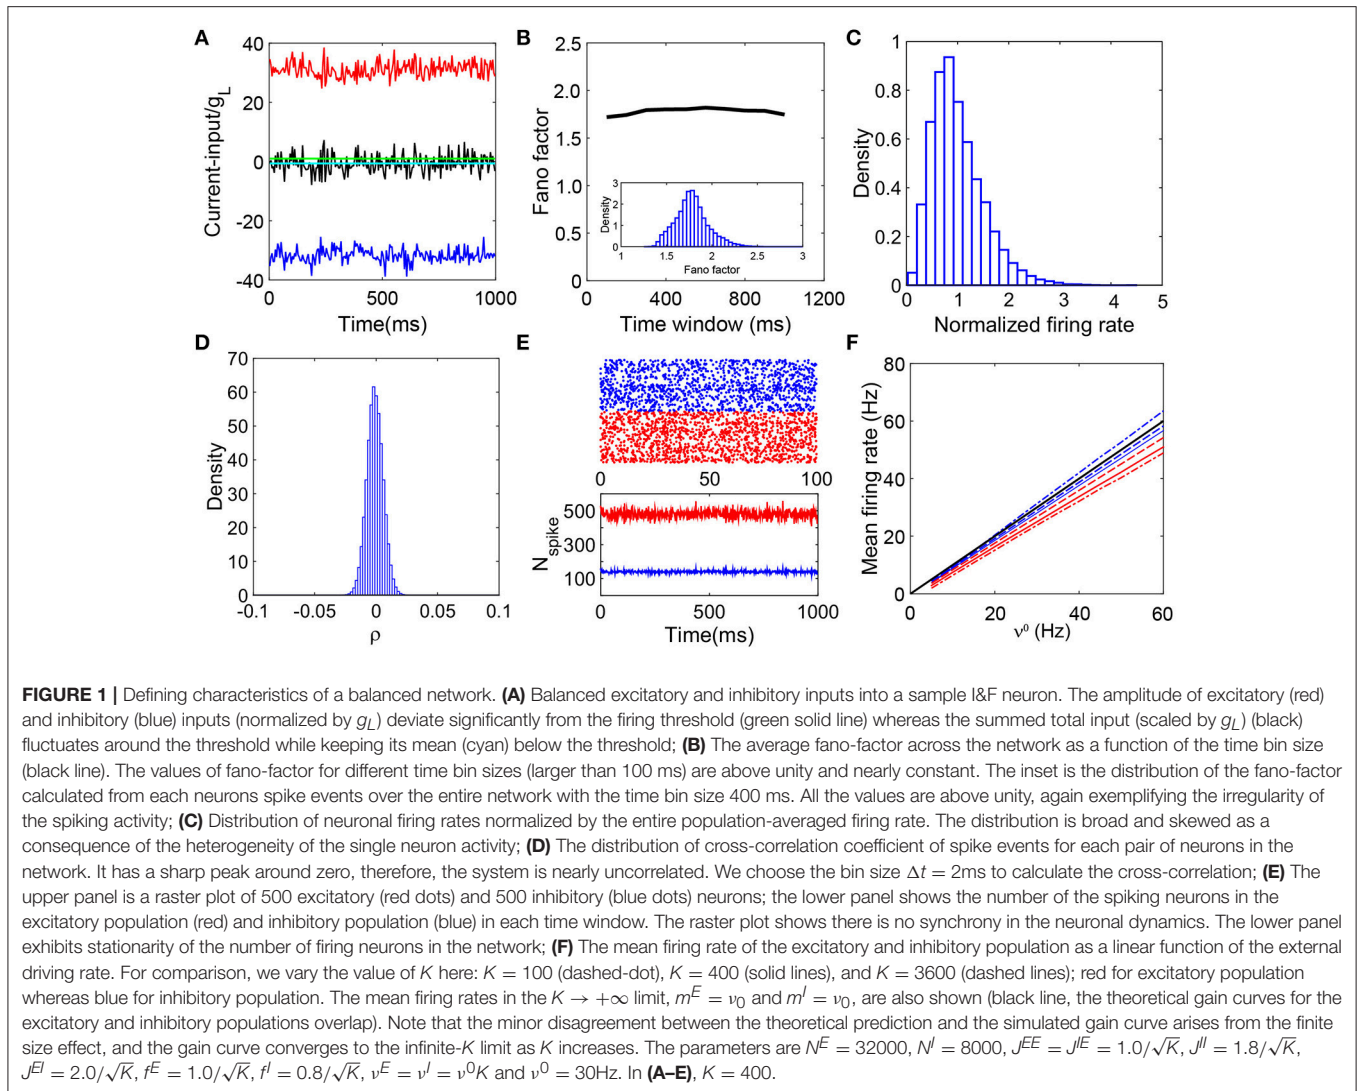 A
40
20
0
-20
-40
Current-input/gL
0
500
1000
Time(ms)
B
2.5
2.0
1.5
1.0
0.5
0
Fano factor
400
800
1200
Time window (ms)
3
2
1
0
Density
1
1.5
2
2.5
3
Fano factor
C
1
0.8
0.6
0.4
0.2
0
Density
0
1
2
3
4
5
Normalized firing rate
D
70
60
50
40
30
20
10
0
Density
-0.1
-0.05
0
0.05
0.1
ρ
E
0
50
100
500
300
100
Nspike
0
500
1000
Time(ms)
F
80
60
40
20
0
Mean firing rate (Hz)
0
20
40
60
ν⁰ (Hz)
FIGURE 1 | Defining characteristics of a balanced network. (A) Balanced excitatory and inhibitory inputs into a sample I&F neuron. The amplitude of excitatory (red)
and inhibitory (blue) inputs (normalized by gL) deviate significantly from the firing threshold (green solid line) whereas the summed total input (scaled by gL) (black)
fluctuates around the threshold while keeping its mean (cyan) below the threshold; (B) The average fano-factor across the network as a function of the time bin size
(black line). The values of fano-factor for different time bin sizes (larger than 100 ms) are above unity and nearly constant. The inset is the distribution of the fano-factor
calculated from each neurons spike events over the entire network with the time bin size 400 ms. All the values are above unity, again exemplifying the irregularity of
the spiking activity; (C) Distribution of neuronal firing rates normalized by the entire population-averaged firing rate. The distribution is broad and skewed as a
consequence of the heterogeneity of the single neuron activity; (D) The distribution of cross-correlation coefficient of spike events for each pair of neurons in the
network. It has a sharp peak around zero, therefore, the system is nearly uncorrelated. We choose the bin size Δt = 2ms to calculate the cross-correlation; (E) The
upper panel is a raster plot of 500 excitatory (red dots) and 500 inhibitory (blue dots) neurons; the lower panel shows the number of the spiking neurons in the
excitatory population (red) and inhibitory population (blue) in each time window. The raster plot shows there is no synchrony in the neuronal dynamics. The lower panel
exhibits stationarity of the number of firing neurons in the network; (F) The mean firing rate of the excitatory and inhibitory population as a linear function of the external
driving rate. For comparison, we vary the value of K here: K = 100 (dashed-dot), K = 400 (solid lines), and K = 3600 (dashed lines); red for excitatory population
whereas blue for inhibitory population. The mean firing rates in the K → +∞ limit, m^E = ν₀ and m^I = ν₀, are also shown (black line, the theoretical gain curves for the
excitatory and inhibitory populations overlap). Note that the minor disagreement between the theoretical prediction and the simulated gain curve arises from the finite
size effect, and the gain curve converges to the infinite-K limit as K increases. The parameters are N^E = 32000, N^I = 8000, J^EE = J^IE = 1.0/√K, J^II = 1.8/√K,
J^EI = 2.0/√K, f^E = 1.0/√K, f^I = 0.8/√K, ν^E = ν^I = ν⁰K and ν⁰ = 30Hz. In (A–E), K = 400.